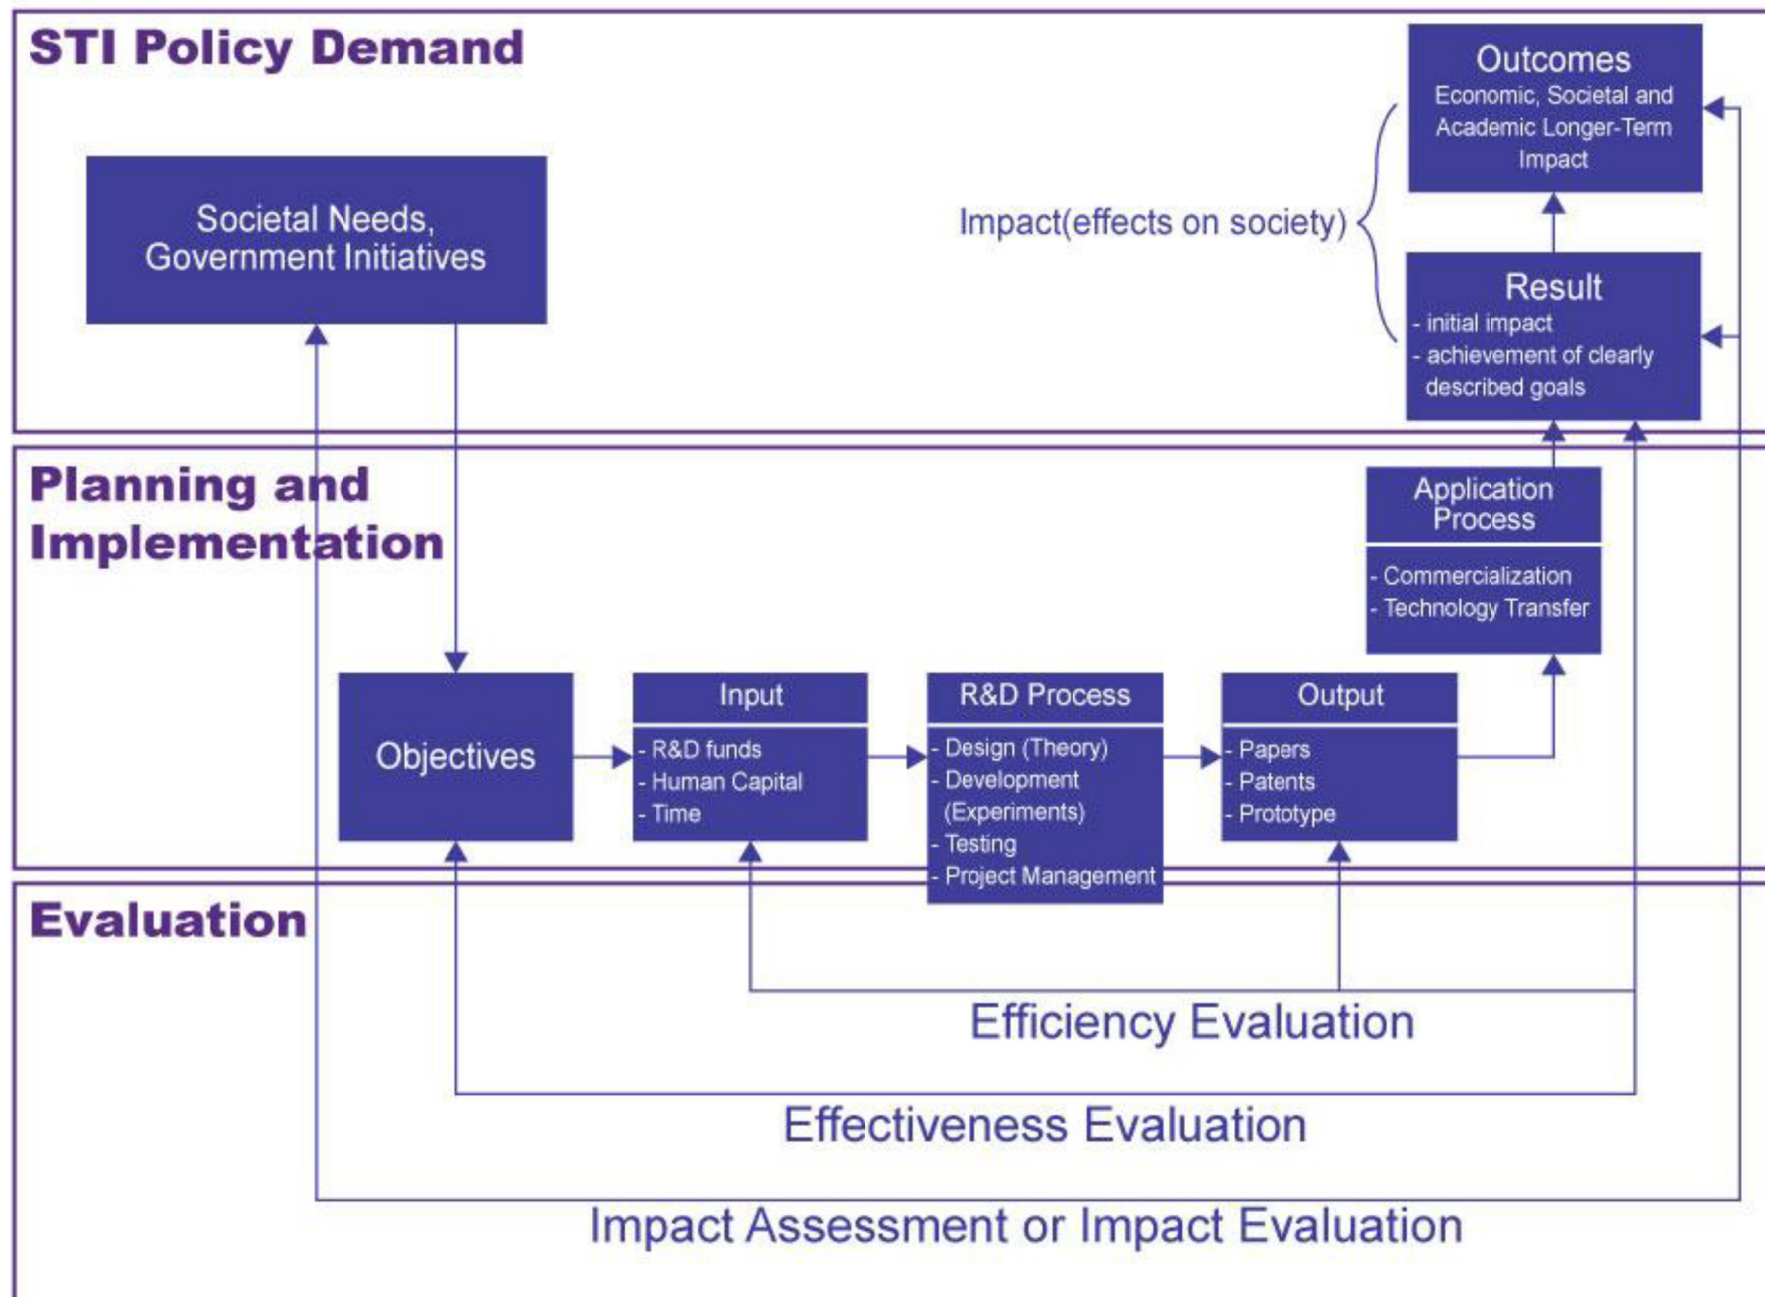 STI Policy Demand
Outcomes
Economic, Societal and
Academic Longer-Term
Impact
Societal Needs,
Government Initiatives
Impact(effects on society)
Result
- initial impact
- achievement of clearly
described goals
Planning and
Implementation
Application
Process
- Commercialization
- Technology Transfer
Objectives
Input
- R&D funds
- Human Capital
- Time
R&D Process
- Design (Theory)
- Development
(Experiments)
- Testing
- Project Management
Output
- Papers
- Patents
- Prototype
Evaluation
Efficiency Evaluation
Effectiveness Evaluation
Impact Assessment or Impact Evaluation